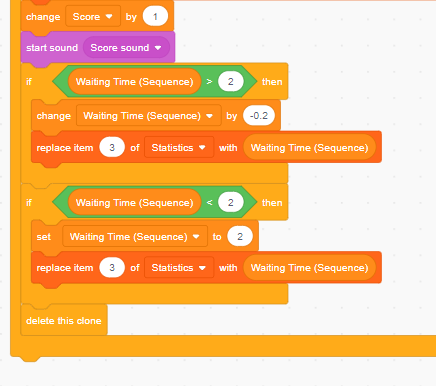 change Score by 1
start sound Score sound
if Waiting Time (Sequence) > 2 then
change Waiting Time (Sequence) by -0.2
replace item 3 of Statistics with Waiting Time (Sequence)
if Waiting Time (Sequence) < 2 then
set Waiting Time (Sequence) to 2
replace item 3 of Statistics with Waiting Time (Sequence)
delete this clone